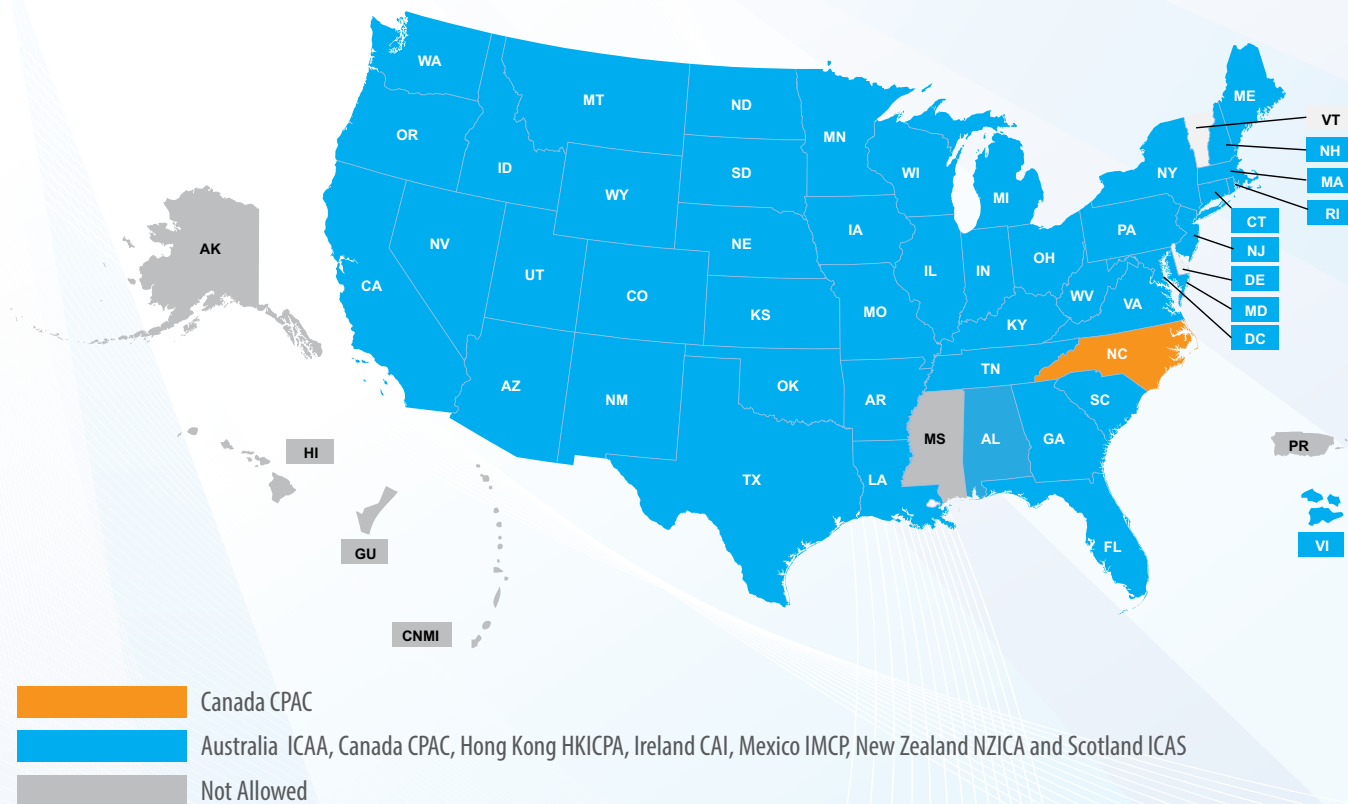 WA
MT
ND
MN
ME
VT
NH
MA
RI
OR
ID
SD
WI
MI
NY
WY
CT
NJ
DE
MD
DC
AK
NV
NE
IA
PA
UT
CO
IL
IN
OH
CA
KS
MO
WV
VA
KY
NC
TN
AZ
NM
OK
AR
SC
MS
AL
GA
PR
HI
TX
LA
GU
FL
VI
CNMI
Canada CPAC
Australia ICAA, Canada CPAC, Hong Kong HKICPA, Ireland CAI, Mexico IMCP, New Zealand NZICA and Scotland ICAS
Not Allowed